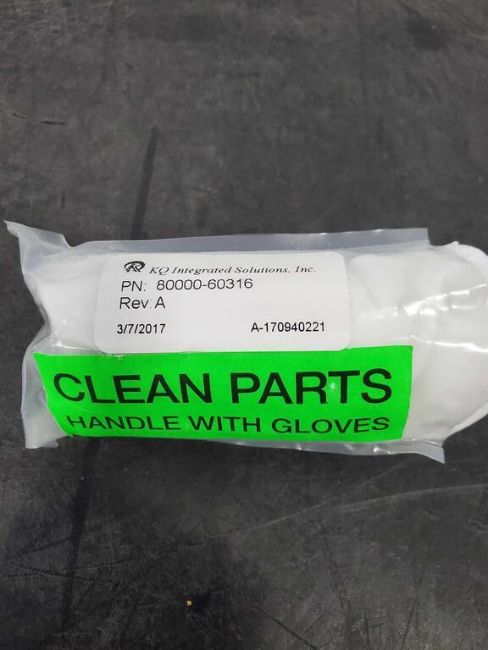 KQ Integrated Solutions, Inc.
PN: 80000-60316
Rev: A
3/7/2017 A-170940221
CLEAN PARTS
HANDLE WITH GLOVES